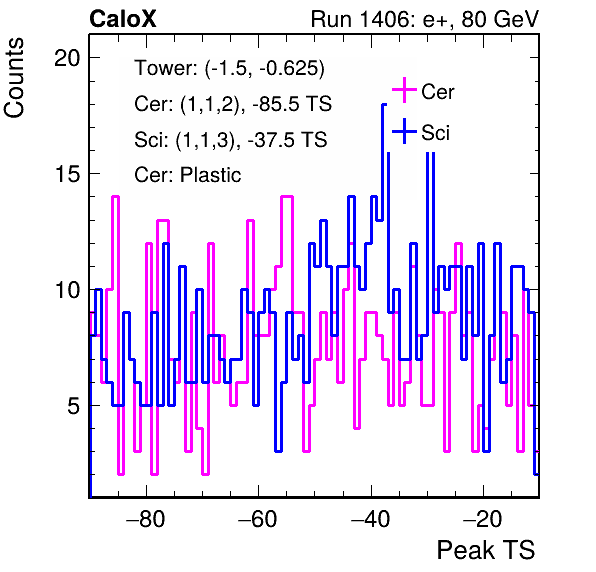 CaloX Run 1406: e+, 80 GeV
Counts
20
15
10
5
Tower: (-1.5, -0.625)
Cer: (1,1,2), -85.5 TS
Sci: (1,1,3), -37.5 TS
Cer: Plastic
Cer
Sci
−80 −60 −40 −20
Peak TS